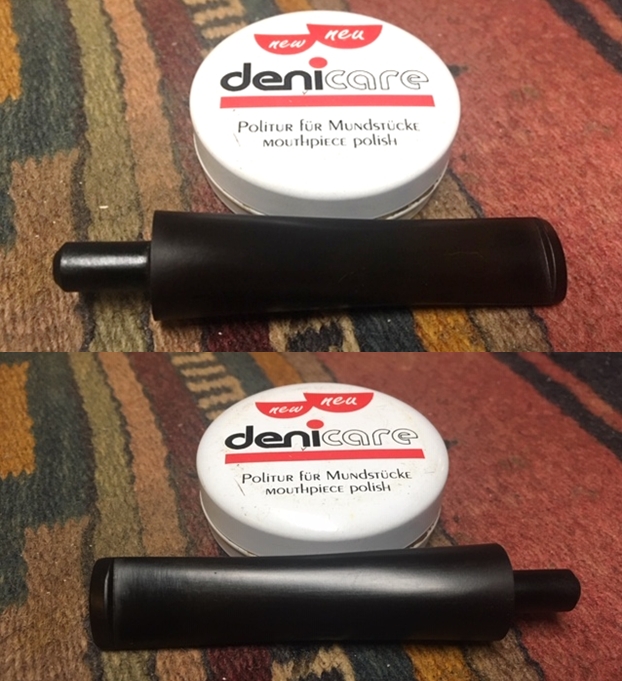 new neu
denicare
Politur für Mundstücke
mouthpiece polish
new neu
denicare
Politur für Mundstücke
mouthpiece polish